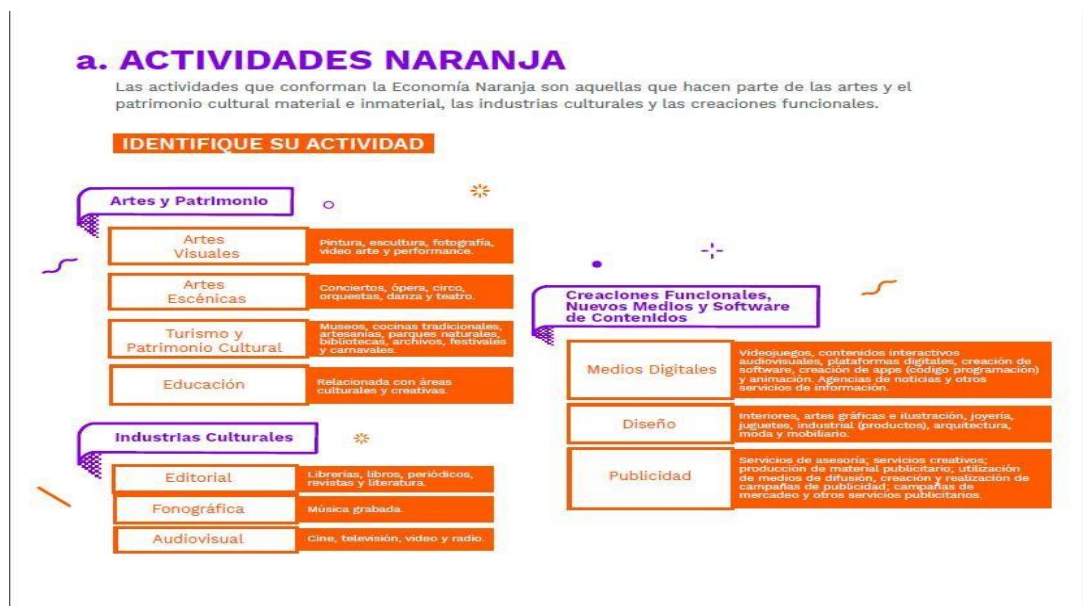 a. ACTIVIDADES NARANJA
Las actividades que conforman la Economía Naranja son aquellas que hacen parte de las artes y el
patrimonio cultural material e inmaterial, las industrias culturales y las creaciones funcionales.
IDENTIFIQUE SU ACTIVIDAD
Artes y Patrimonio
Artes
Visuales
Pintura, escultura, fotografía,
video arte y performance.
Artes
Escénicas
Conciertos, ópera, circo,
orquestas, danza y teatro.
Turismo y
Patrimonio Cultural
Museos, cocinas tradicionales,
artesanías, parques naturales,
bibliotecas, archivos, festivales
y carnavales.
Educación
Relacionada con áreas
culturales y creativas.
Industrias Culturales
Editorial
Librerías, libros, periódicos,
revistas y literatura.
Fonográfica
Música grabada.
Audiovisual
Cine, televisión, video y radio.
Creaciones Funcionales,
Nuevos Medios y Software
de Contenidos
Medios Digitales
Videojuegos, contenidos interactivos
audiovisuales, plataformas digitales, creación de
software, creación de apps (código programación)
y animación. Agencias de noticias y otros
servicios de información.
Diseño
Interiores, artes gráficas e ilustración, joyería,
juguetes, industrial (productos), arquitectura,
moda y mobiliario.
Publicidad
Servicios de asesoría; servicios creativos;
producción de material publicitario; utilización
de medios de difusión, creación y realización de
campañas de publicidad; campañas de
mercadeo y otros servicios publicitarios.